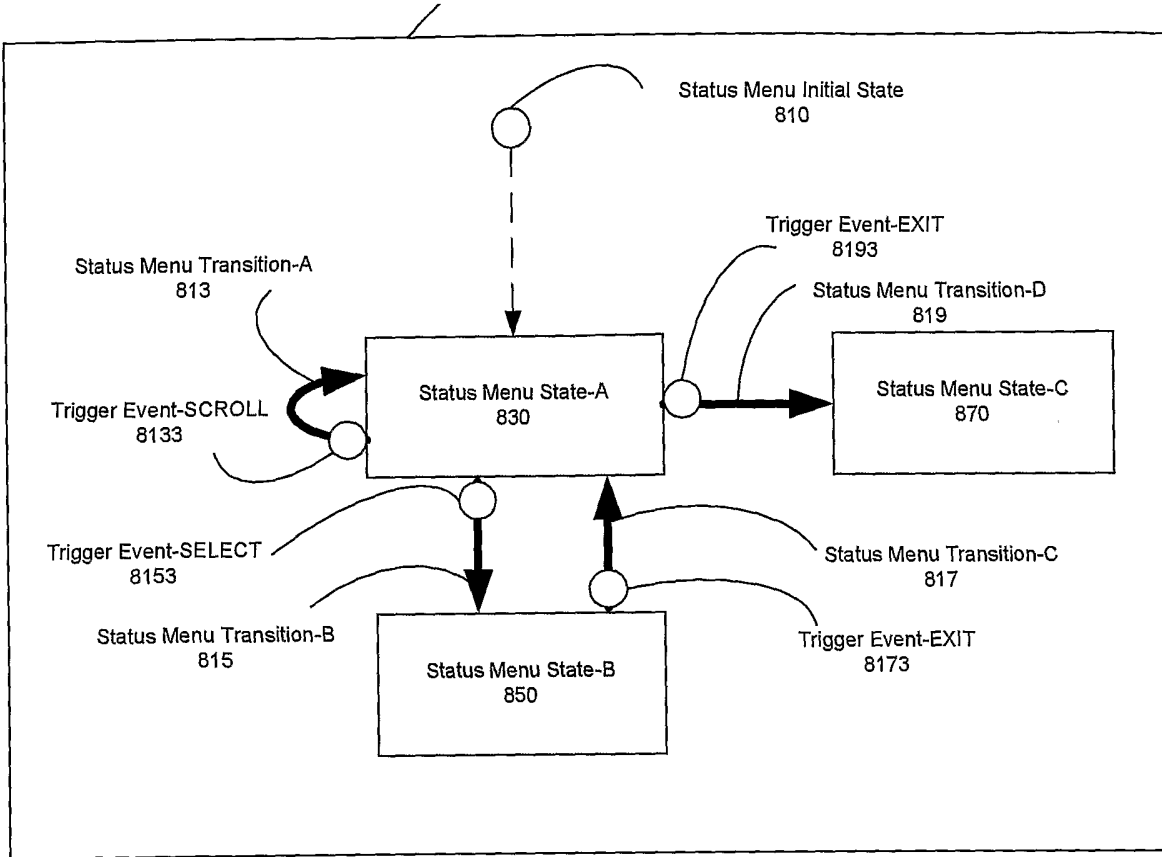 Status Menu Initial State
810
Trigger Event-EXIT
8193
Status Menu Transition-A
813
Status Menu Transition-D
819
Status Menu State-A
830
Status Menu State-C
870
Trigger Event-SCROLL
8133
Trigger Event-SELECT
8153
Status Menu Transition-C
817
Status Menu Transition-B
815
Trigger Event-EXIT
8173
Status Menu State-B
850